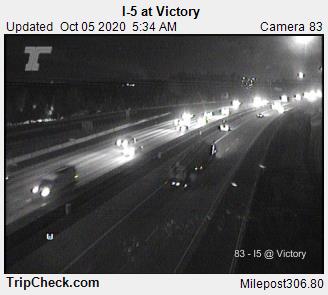 I-5 at Victory
Updated Oct 05 2020 5:34 AM Camera 83
T
83 - I5 @ Victory
TripCheck.com Milepost306.80